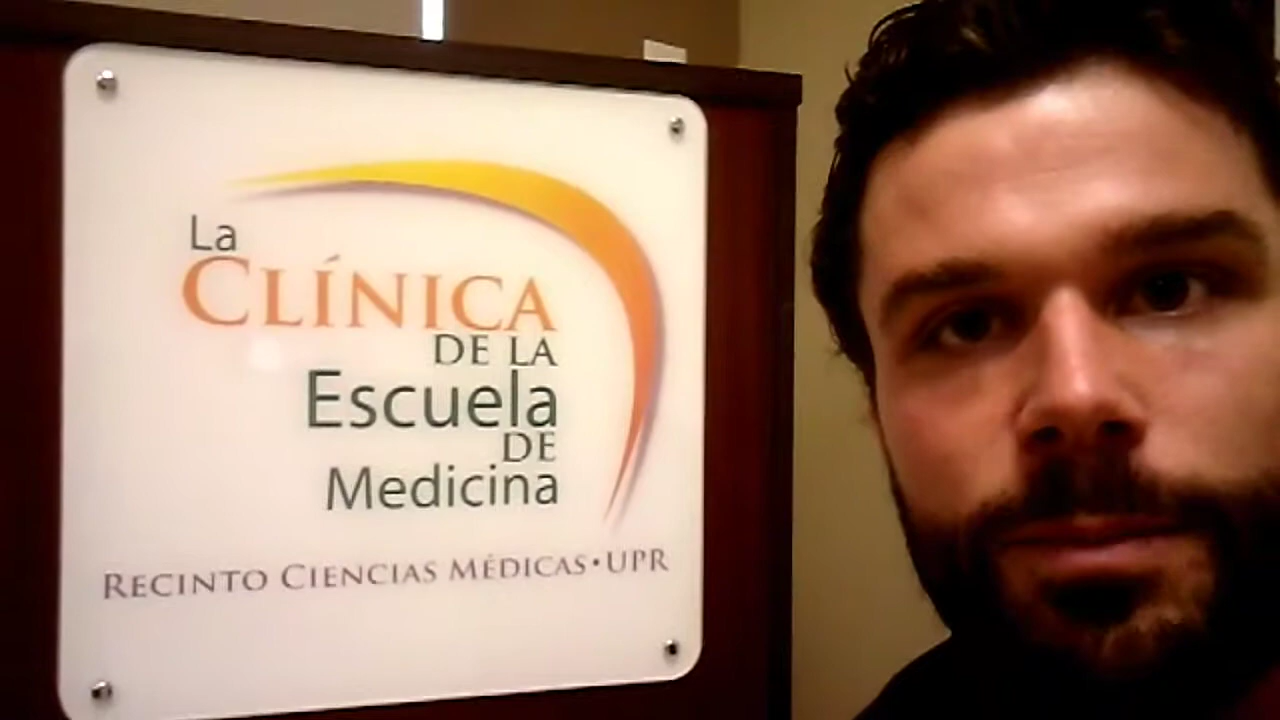 La
CLÍNICA
DE LA
Escuela
DE
Medicina
RECINTO CIENCIAS MÉDICAS•UPR